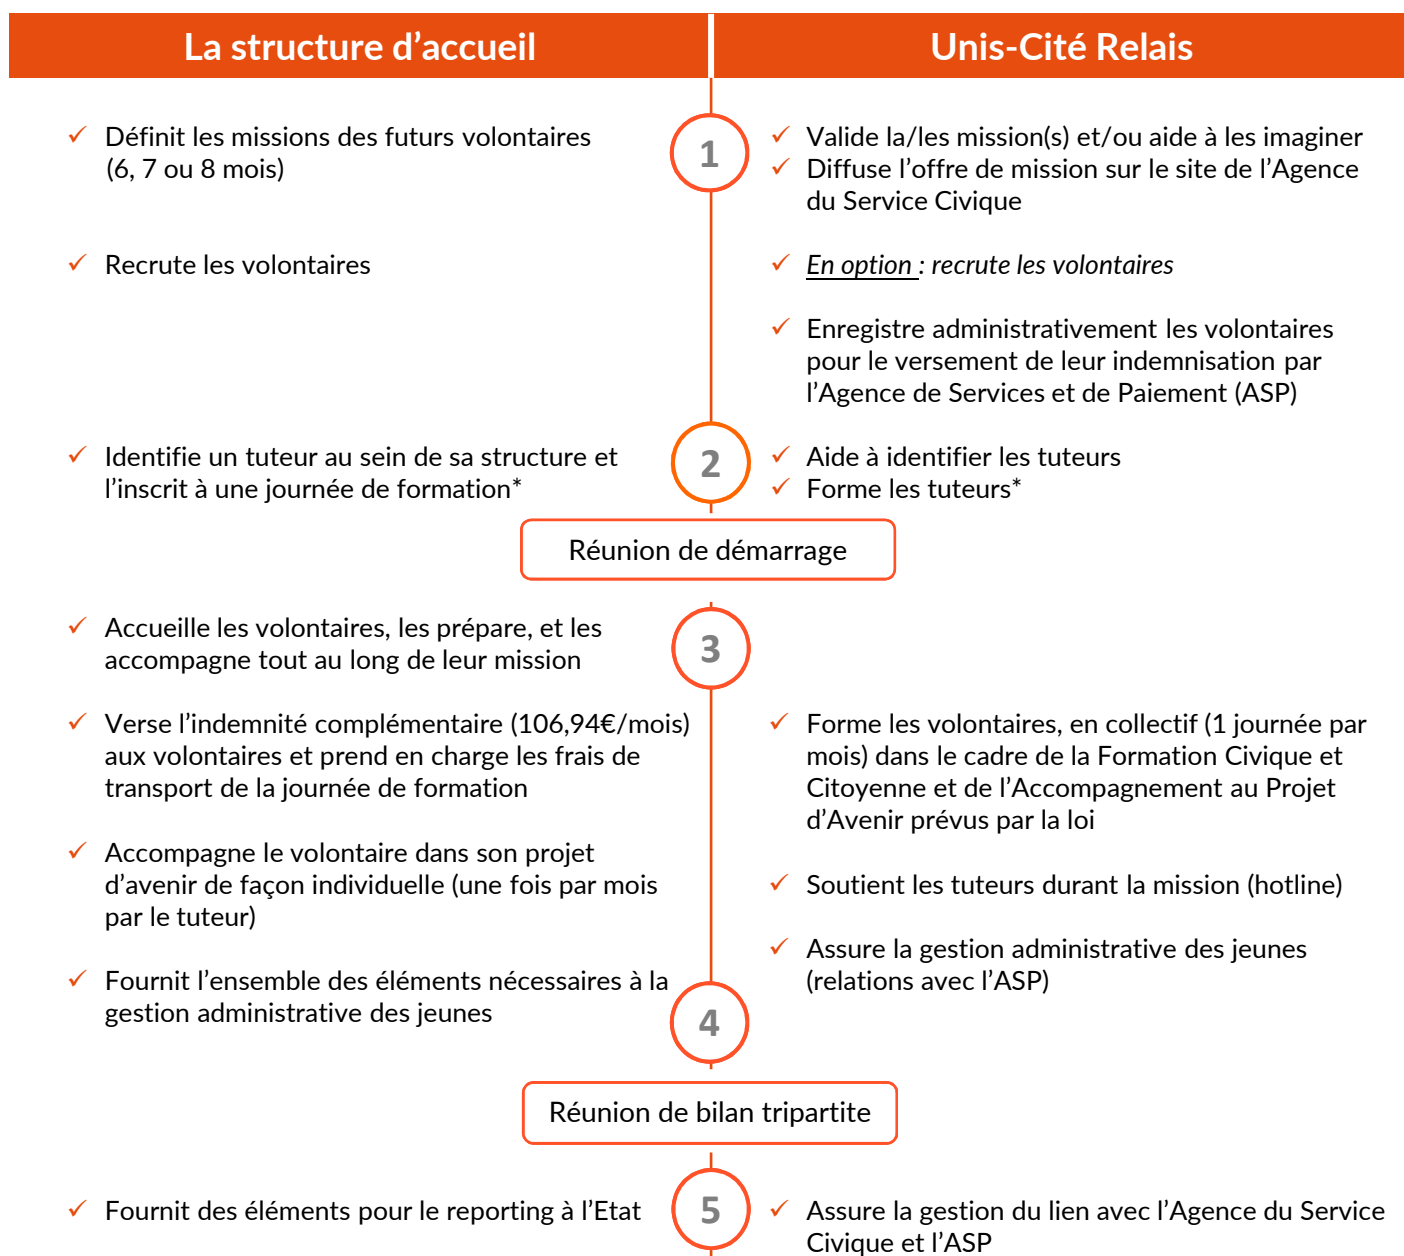 La structure d’accueil
Unis-Cité Relais
✓ Définit les missions des futurs volontaires
(6, 7 ou 8 mois)
1
✓ Valide la/les mission(s) et/ou aide à les imaginer
✓ Diffuse l’offre de mission sur le site de l’Agence
du Service Civique
✓ Recrute les volontaires
✓ En option : recrute les volontaires
✓ Enregistre administrativement les volontaires
pour le versement de leur indemnisation par
l’Agence de Services et de Paiement (ASP)
✓ Identifie un tuteur au sein de sa structure et
l’inscrit à une journée de formation*
2
✓ Aide à identifier les tuteurs
✓ Forme les tuteurs*
Réunion de démarrage
✓ Accueille les volontaires, les prépare, et les
accompagne tout au long de leur mission
3
✓ Verse l’indemnité complémentaire (106,94€/mois)
aux volontaires et prend en charge les frais de
transport de la journée de formation
✓ Accompagne le volontaire dans son projet
d’avenir de façon individuelle (une fois par mois
par le tuteur)
✓ Fournit l’ensemble des éléments nécessaires à la
gestion administrative des jeunes
✓ Forme les volontaires, en collectif (1 journée par
mois) dans le cadre de la Formation Civique et
Citoyenne et de l’Accompagnement au Projet
d’Avenir prévus par la loi
✓ Soutient les tuteurs durant la mission (hotline)
✓ Assure la gestion administrative des jeunes
(relations avec l’ASP)
4
Réunion de bilan tripartite
✓ Fournit des éléments pour le reporting à l’Etat
5
✓ Assure la gestion du lien avec l’Agence du Service
Civique et l’ASP